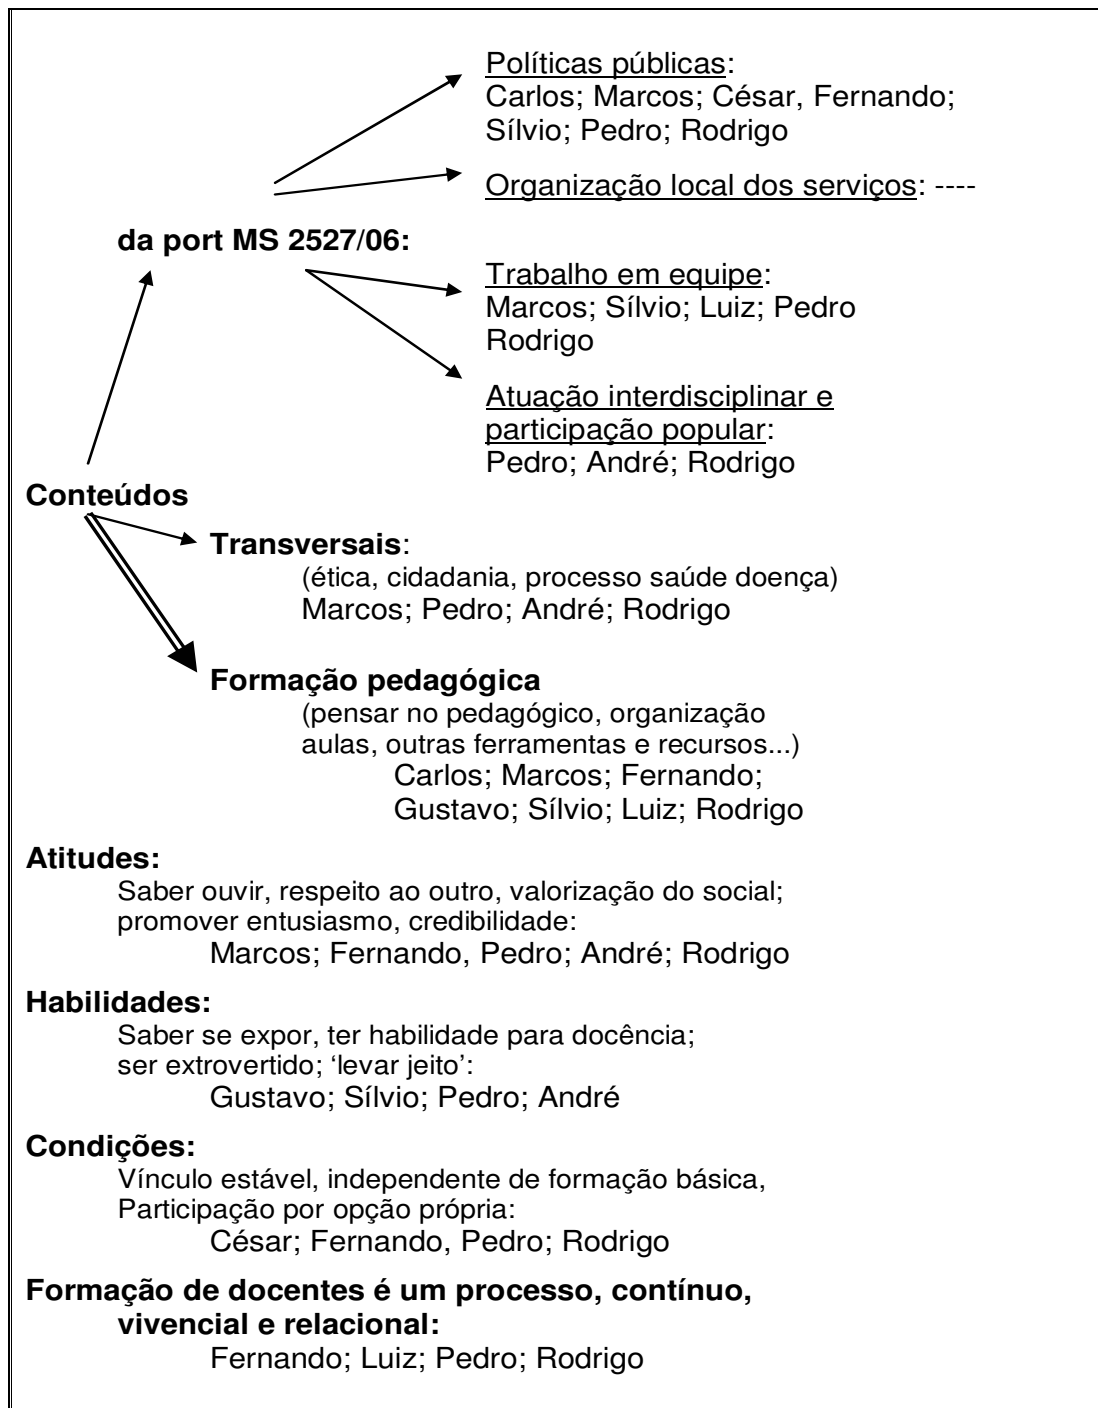 Políticas públicas:
Carlos; Marcos; César, Fernando;
Sílvio; Pedro; Rodrigo
Organização local dos serviços: ----
da port MS 2527/06:
Trabalho em equipe:
Marcos; Sílvio; Luiz; Pedro
Rodrigo
Atuação interdisciplinar e
participação popular:
Pedro; André; Rodrigo
Conteúdos
Transversais:
(ética, cidadania, processo saúde doença)
Marcos; Pedro; André; Rodrigo
Formação pedagógica
(pensar no pedagógico, organização
aulas, outras ferramentas e recursos...)
Carlos; Marcos; Fernando;
Gustavo; Sílvio; Luiz; Rodrigo
Atitudes:
Saber ouvir, respeito ao outro, valorização do social;
promover entusiasmo, credibilidade:
Marcos; Fernando, Pedro; André; Rodrigo
Habilidades:
Saber se expor, ter habilidade para docência;
ser extrovertido; ‘levar jeito’:
Gustavo; Sílvio; Pedro; André
Condições:
Vínculo estável, independente de formação básica,
Participação por opção própria:
César; Fernando, Pedro; Rodrigo
Formação de docentes é um processo, contínuo,
vivencial e relacional:
Fernando; Luiz; Pedro; Rodrigo